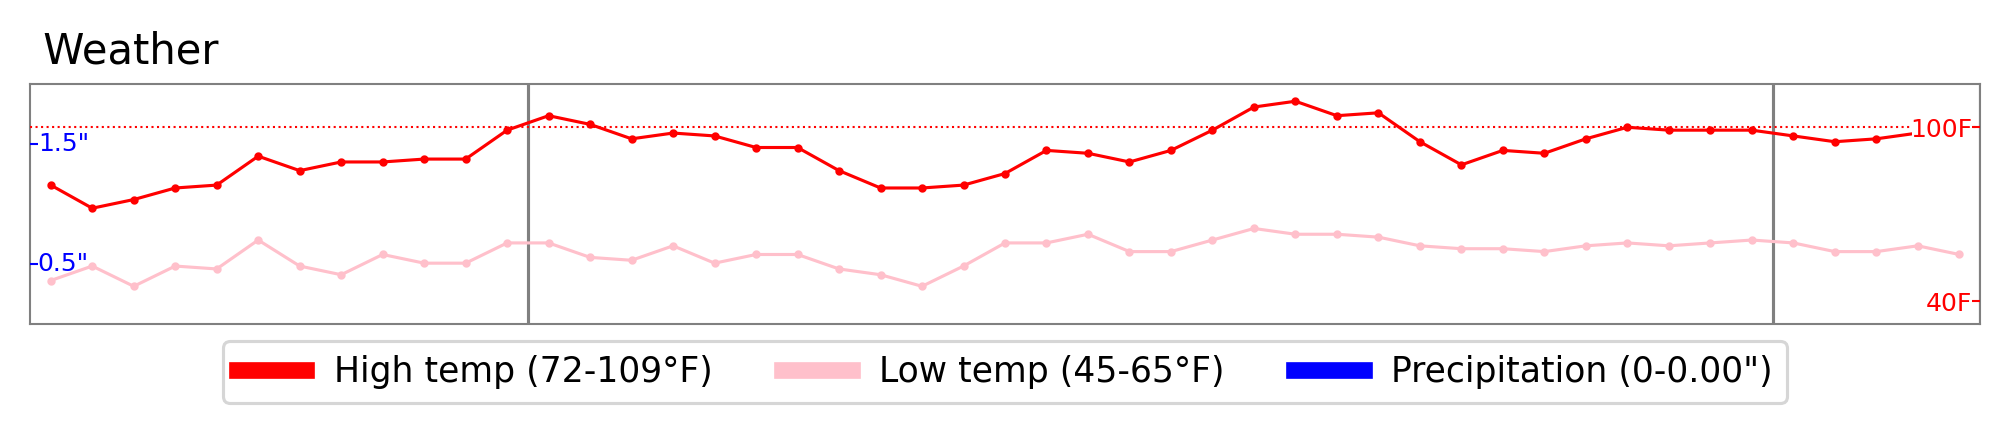 Weather
1.5"
100F
0.5"
40F
High temp (72-109°F) Low temp (45-65°F) Precipitation (0-0.00")